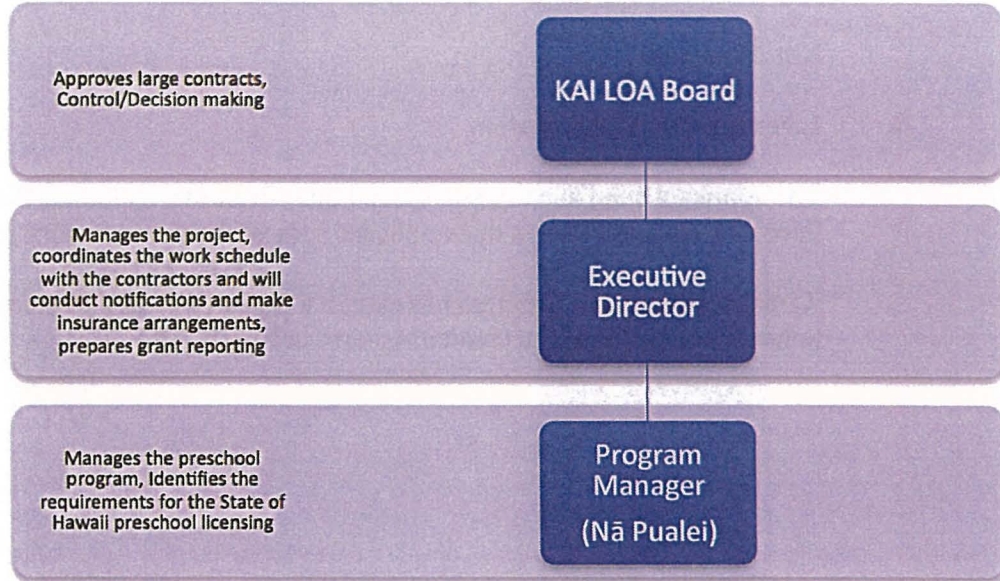 Approves large contracts,
Control/Decision making
KAI LOA Board
Manages the project,
coordinates the work schedule
with the contractors and will
conduct notifications and make
insurance arrangements,
prepares grant reporting
Executive
Director
Manages the preschool
program, Identifies the
requirements for the State of
Hawaii preschool licensing
Program
Manager
(Nā Pualei)